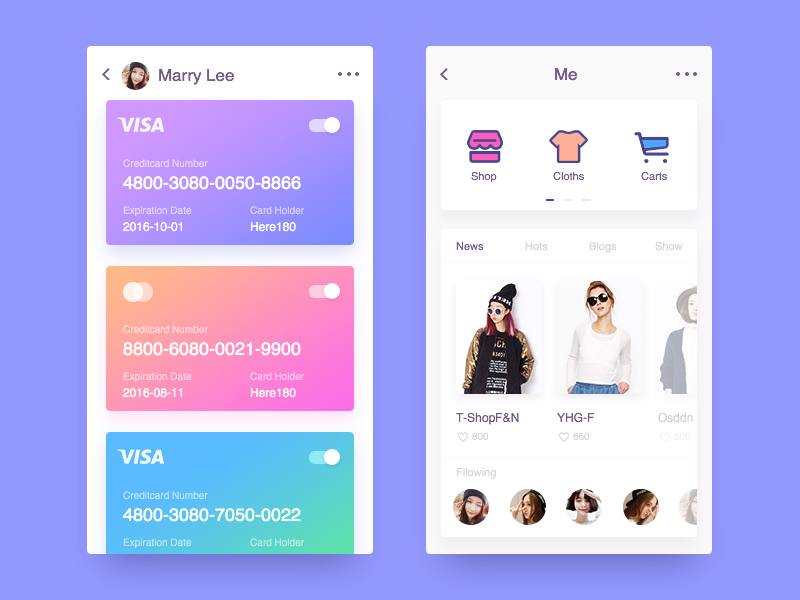 Marry Lee
VISA
Creditcard Number
4800-3080-0050-8866
Expiration Date Card Holder
2016-10-01 Here180
Creditcard Number
8800-6080-0021-9900
Expiration Date Card Holder
2016-08-11 Here180
VISA
Creditcard Number
4800-3080-7050-0022
Expiration Date Card Holder
Me
Shop Cloths Carts
News Hots Blogs Show
T-ShopF&N YHG-F Osddn
800 660 500
Fllowing